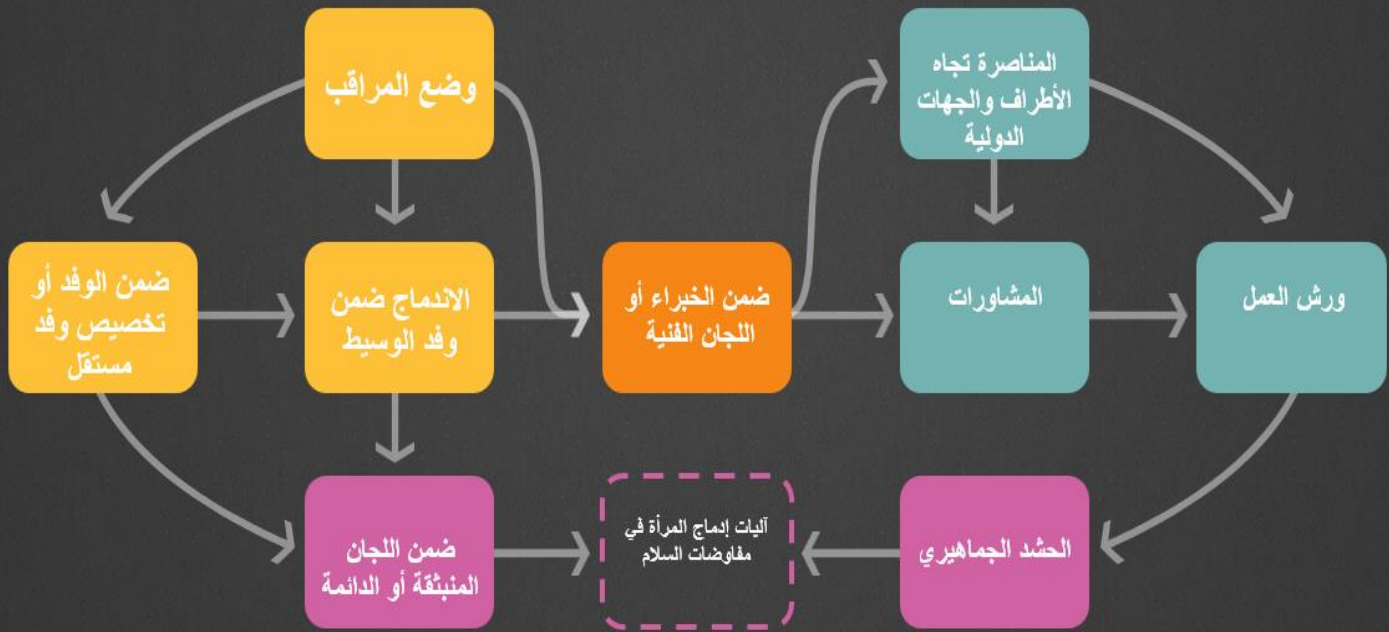 المناصرة تجاه
الأطراف والجهات
الدولية
وضع المراقب
ورش العمل
المشاورات
ضمن الخبراء أو
اللجان الفنية
الاندماج ضمن
وفد الوسيط
ضمن الوفد أو
تخصيص وفد
مستقل
الحشد الجماهيري
آليات إدماج المرأة في
مفاوضات السلام
ضمن اللجان
المنبثقة أو الدائمة